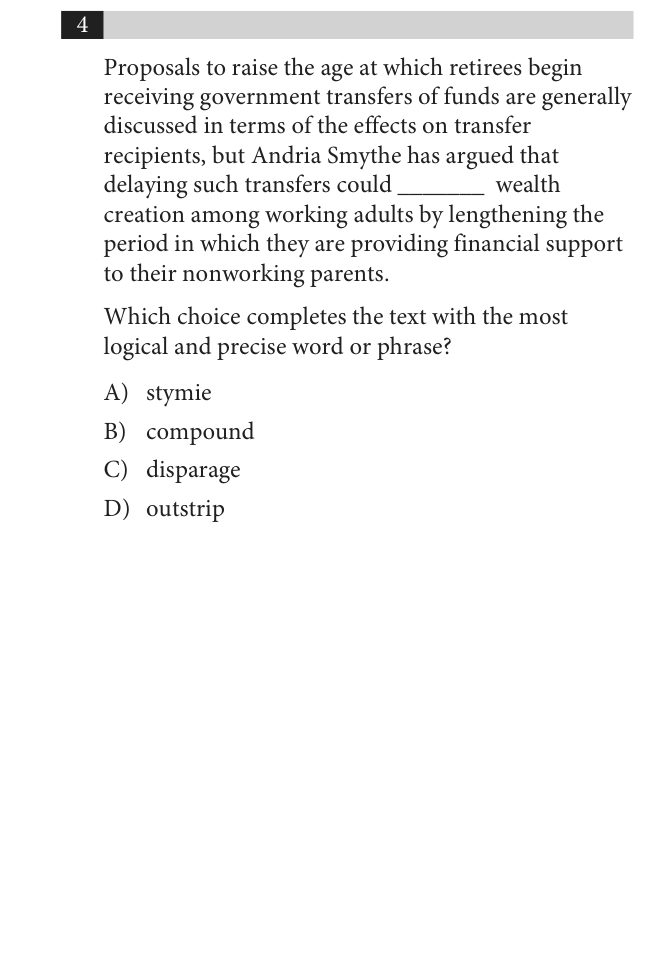 4
Proposals to raise the age at which retirees begin
receiving government transfers of funds are generally
discussed in terms of the effects on transfer
recipients, but Andria Smythe has argued that
delaying such transfers could _______ wealth
creation among working adults by lengthening the
period in which they are providing financial support
to their nonworking parents.
Which choice completes the text with the most
logical and precise word or phrase?
A) stymie
B) compound
C) disparage
D) outstrip